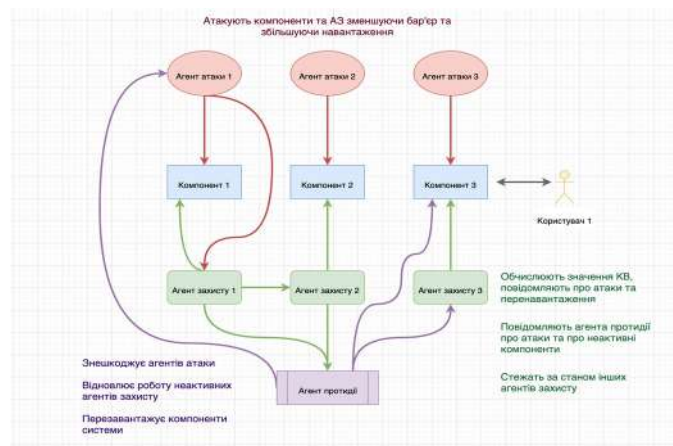 Атакують компоненти та АЗ зменшуючи бар'єр та
збільшуючи навантаження
Агент атаки 1
Агент атаки 2
Агент атаки 3
Компонент 1
Компонент 2
Компонент 3
Користувач 1
Агент захисту 1
Агент захисту 2
Агент захисту 3
Обчислюють значення КВ,
повідомляють про атаки та
перенавантаження
Повідомляють агента протидії
про атаки та про неактивні
компоненти
Стежать за станом інших
агентів захисту
Знешкоджує агентів атаки
Відновлює роботу неактивних
агентів захисту
Перезавантажує компоненти
системи
Агент протидії